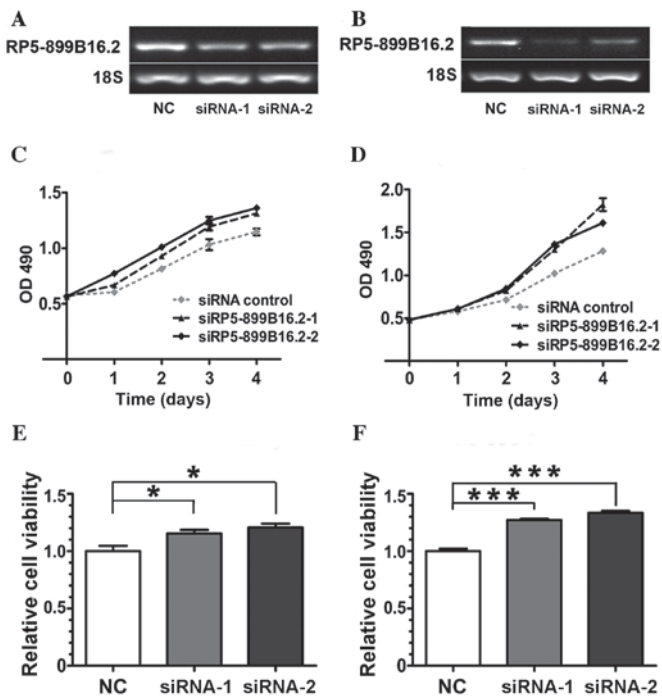 A
RP5-899B16.2
18S
NC siRNA-1 siRNA-2
B
RP5-899B16.2
18S
NC siRNA-1 siRNA-2
C
1.5
1.0
0.5
OD 490
siRNA control
siRP5-899B16.2-1
siRP5-899B16.2-2
0 1 2 3 4
Time (days)
D
2.0
1.5
1.0
0.5
OD 490
siRNA control
siRP5-899B16.2-1
siRP5-899B16.2-2
0 1 2 3 4
Time (days)
E
Relative cell viability
1.5
1.0
0.5
0
*
*
NC siRNA-1 siRNA-2
F
Relative cell viability
1.5
1.0
0.5
0
***
***
NC siRNA-1 siRNA-2